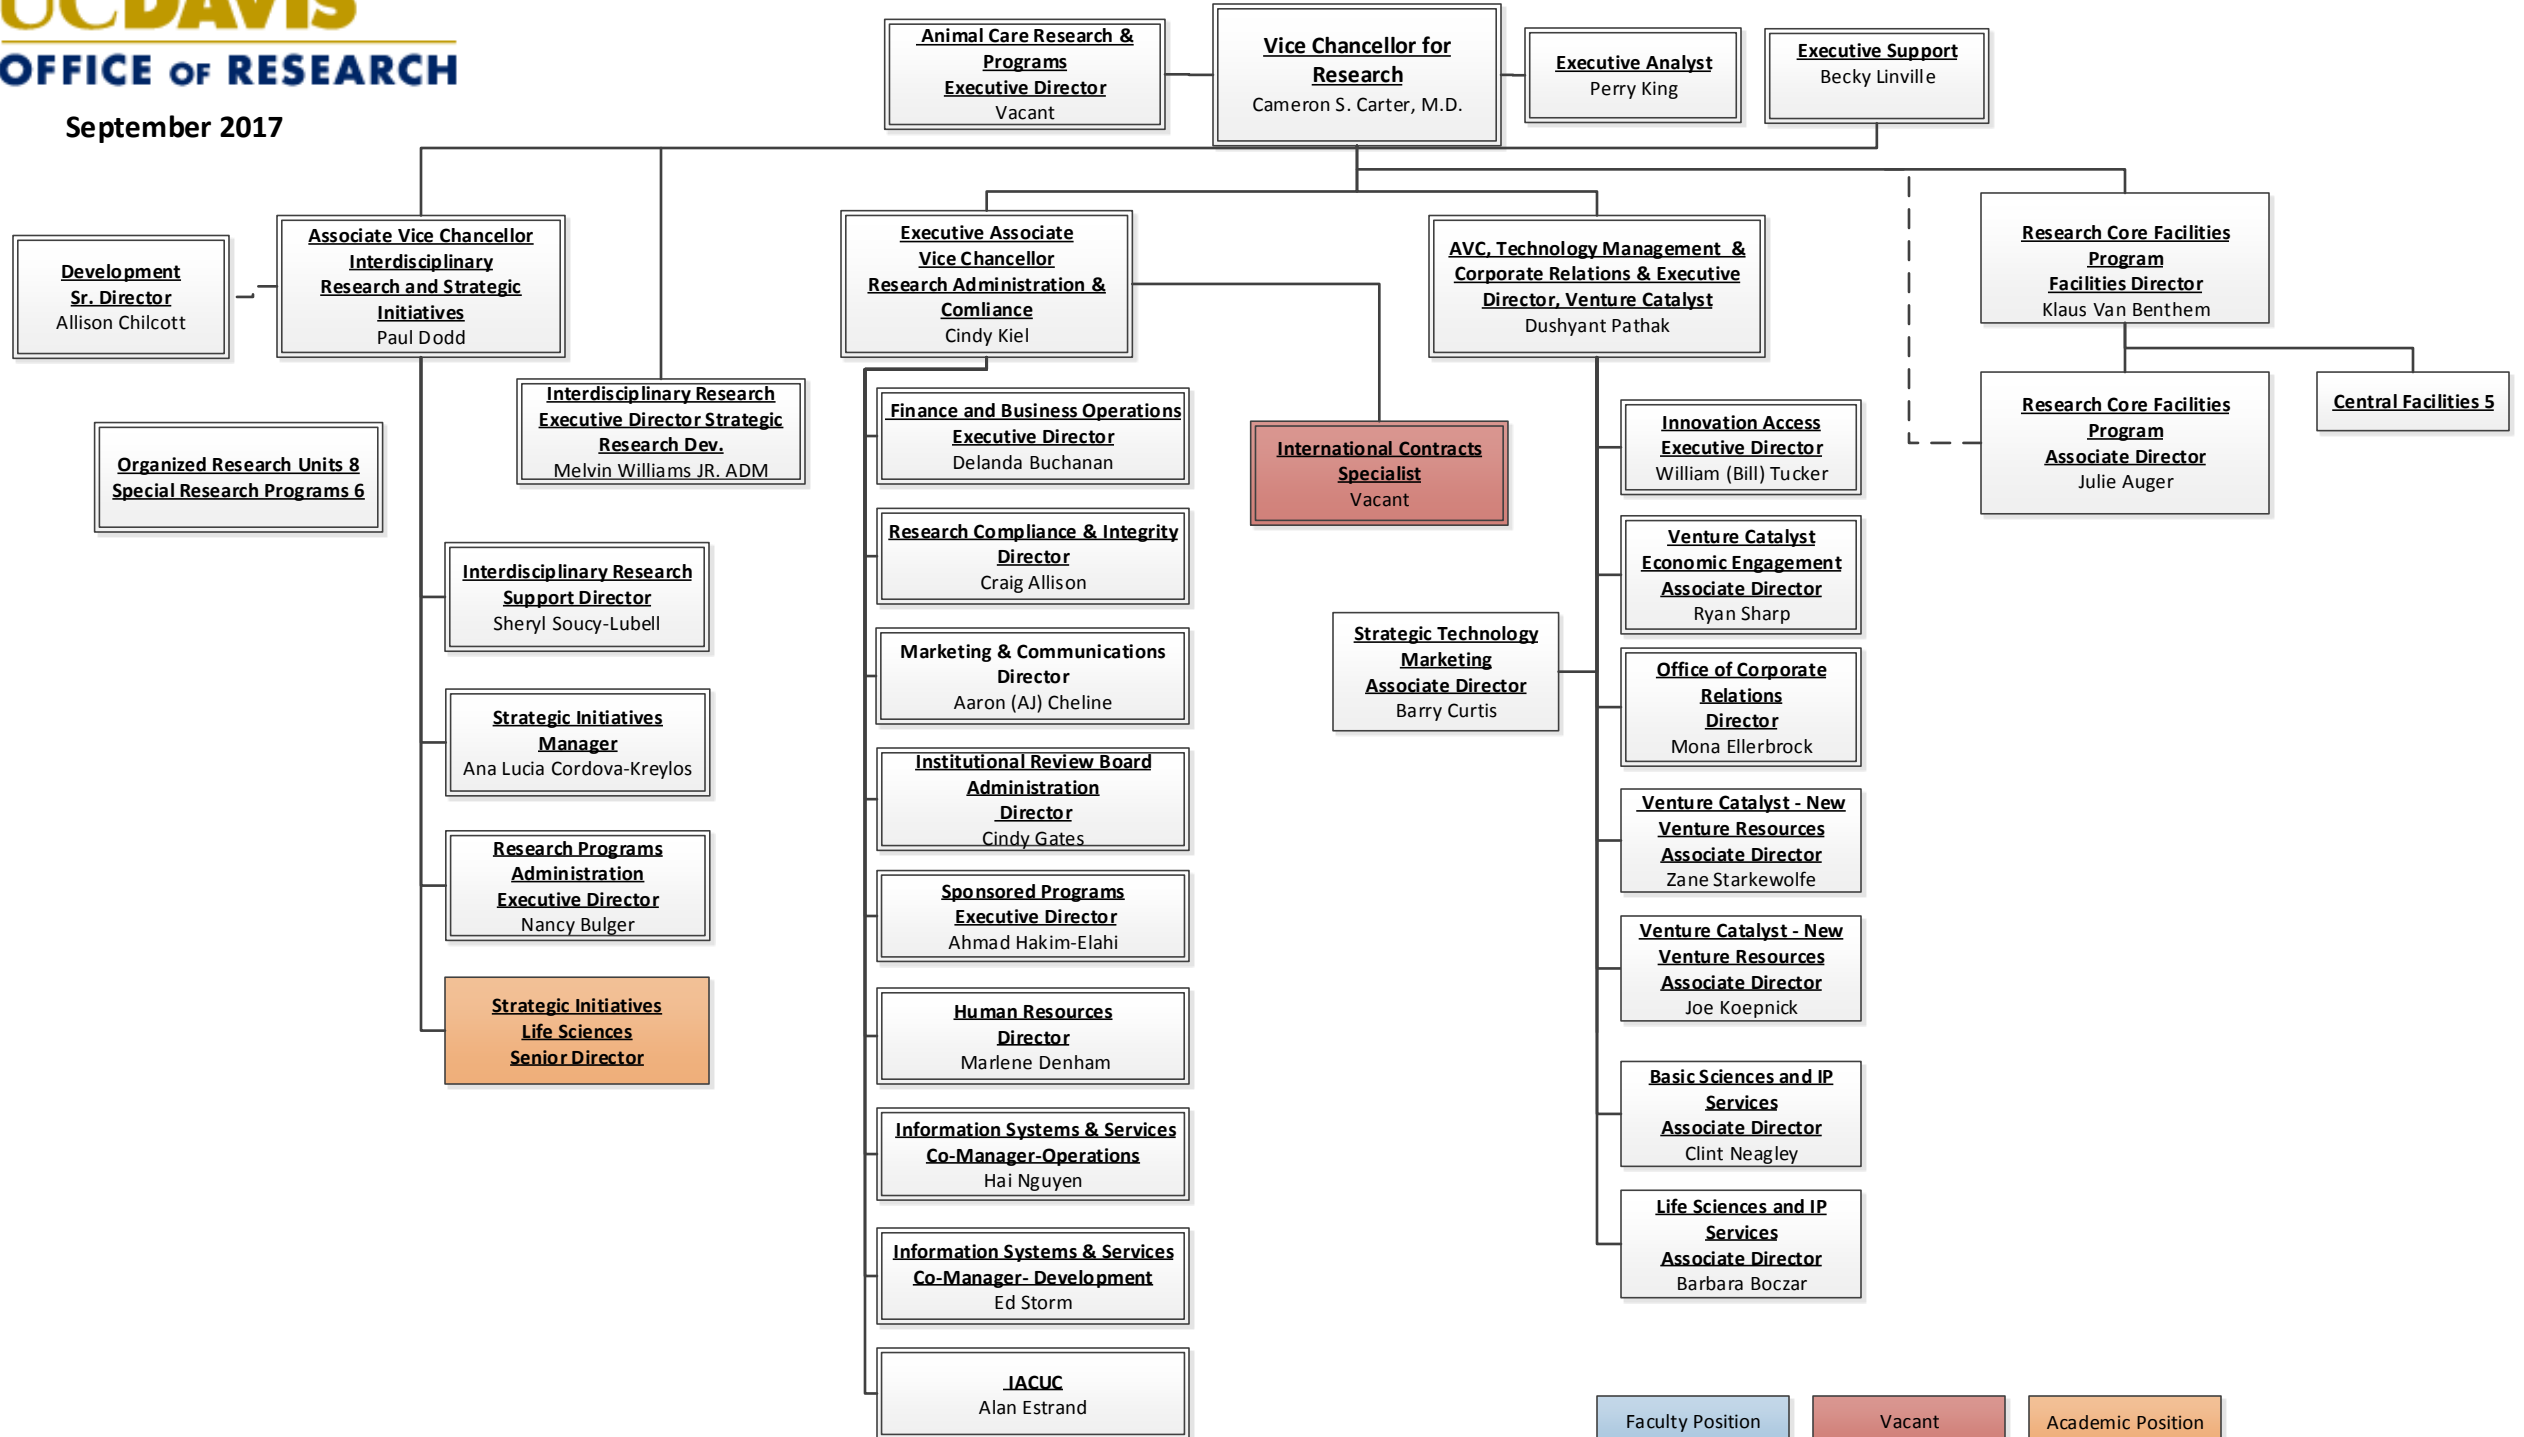 UCDAVIS
OFFICE OF RESEARCH
September 2017
Animal Care Research &
Programs
Executive Director
Vacant
Vice Chancellor for
Research
Cameron S. Carter, M.D.
Executive Analyst
Perry King
Executive Support
Becky Linville
Development
Sr. Director
Allison Chilcott
Associate Vice Chancellor
Interdisciplinary
Research and Strategic
Initiatives
Paul Dodd
Executive Associate
Vice Chancellor
Research Administration &
Comliance
Cindy Kiel
AVC, Technology Management &
Corporate Relations & Executive
Director, Venture Catalyst
Dushyant Pathak
Research Core Facilities
Program
Facilities Director
Klaus Van Benthem
Organized Research Units 8
Special Research Programs 6
Interdisciplinary Research
Executive Director Strategic
Research Dev.
Melvin Williams JR. ADM
Interdisciplinary Research
Support Director
Sheryl Soucy-Lubell
Strategic Initiatives
Manager
Ana Lucia Cordova-Kreylos
Research Programs
Administration
Executive Director
Nancy Bulger
Strategic Initiatives
Life Sciences
Senior Director
Finance and Business Operations
Executive Director
Delanda Buchanan
Research Compliance & Integrity
Director
Craig Allison
Marketing & Communications
Director
Aaron (AJ) Cheline
Institutional Review Board
Administration
Director
Cindy Gates
Sponsored Programs
Executive Director
Ahmad Hakim-Elahi
Human Resources
Director
Marlene Denham
Information Systems & Services
Co-Manager-Operations
Hai Nguyen
Information Systems & Services
Co-Manager- Development
Ed Storm
IACUC
Alan Estrand
International Contracts
Specialist
Vacant
Strategic Technology
Marketing
Associate Director
Barry Curtis
Innovation Access
Executive Director
William (Bill) Tucker
Venture Catalyst
Economic Engagement
Associate Director
Ryan Sharp
Office of Corporate
Relations
Director
Mona Ellerbrock
Venture Catalyst - New
Venture Resources
Associate Director
Zane Starkewolfe
Venture Catalyst - New
Venture Resources
Associate Director
Joe Koepnick
Basic Sciences and IP
Services
Associate Director
Clint Neagley
Life Sciences and IP
Services
Associate Director
Barbara Boczar
Research Core Facilities
Program
Associate Director
Julie Auger
Central Facilities 5
Faculty Position
Vacant
Academic Position